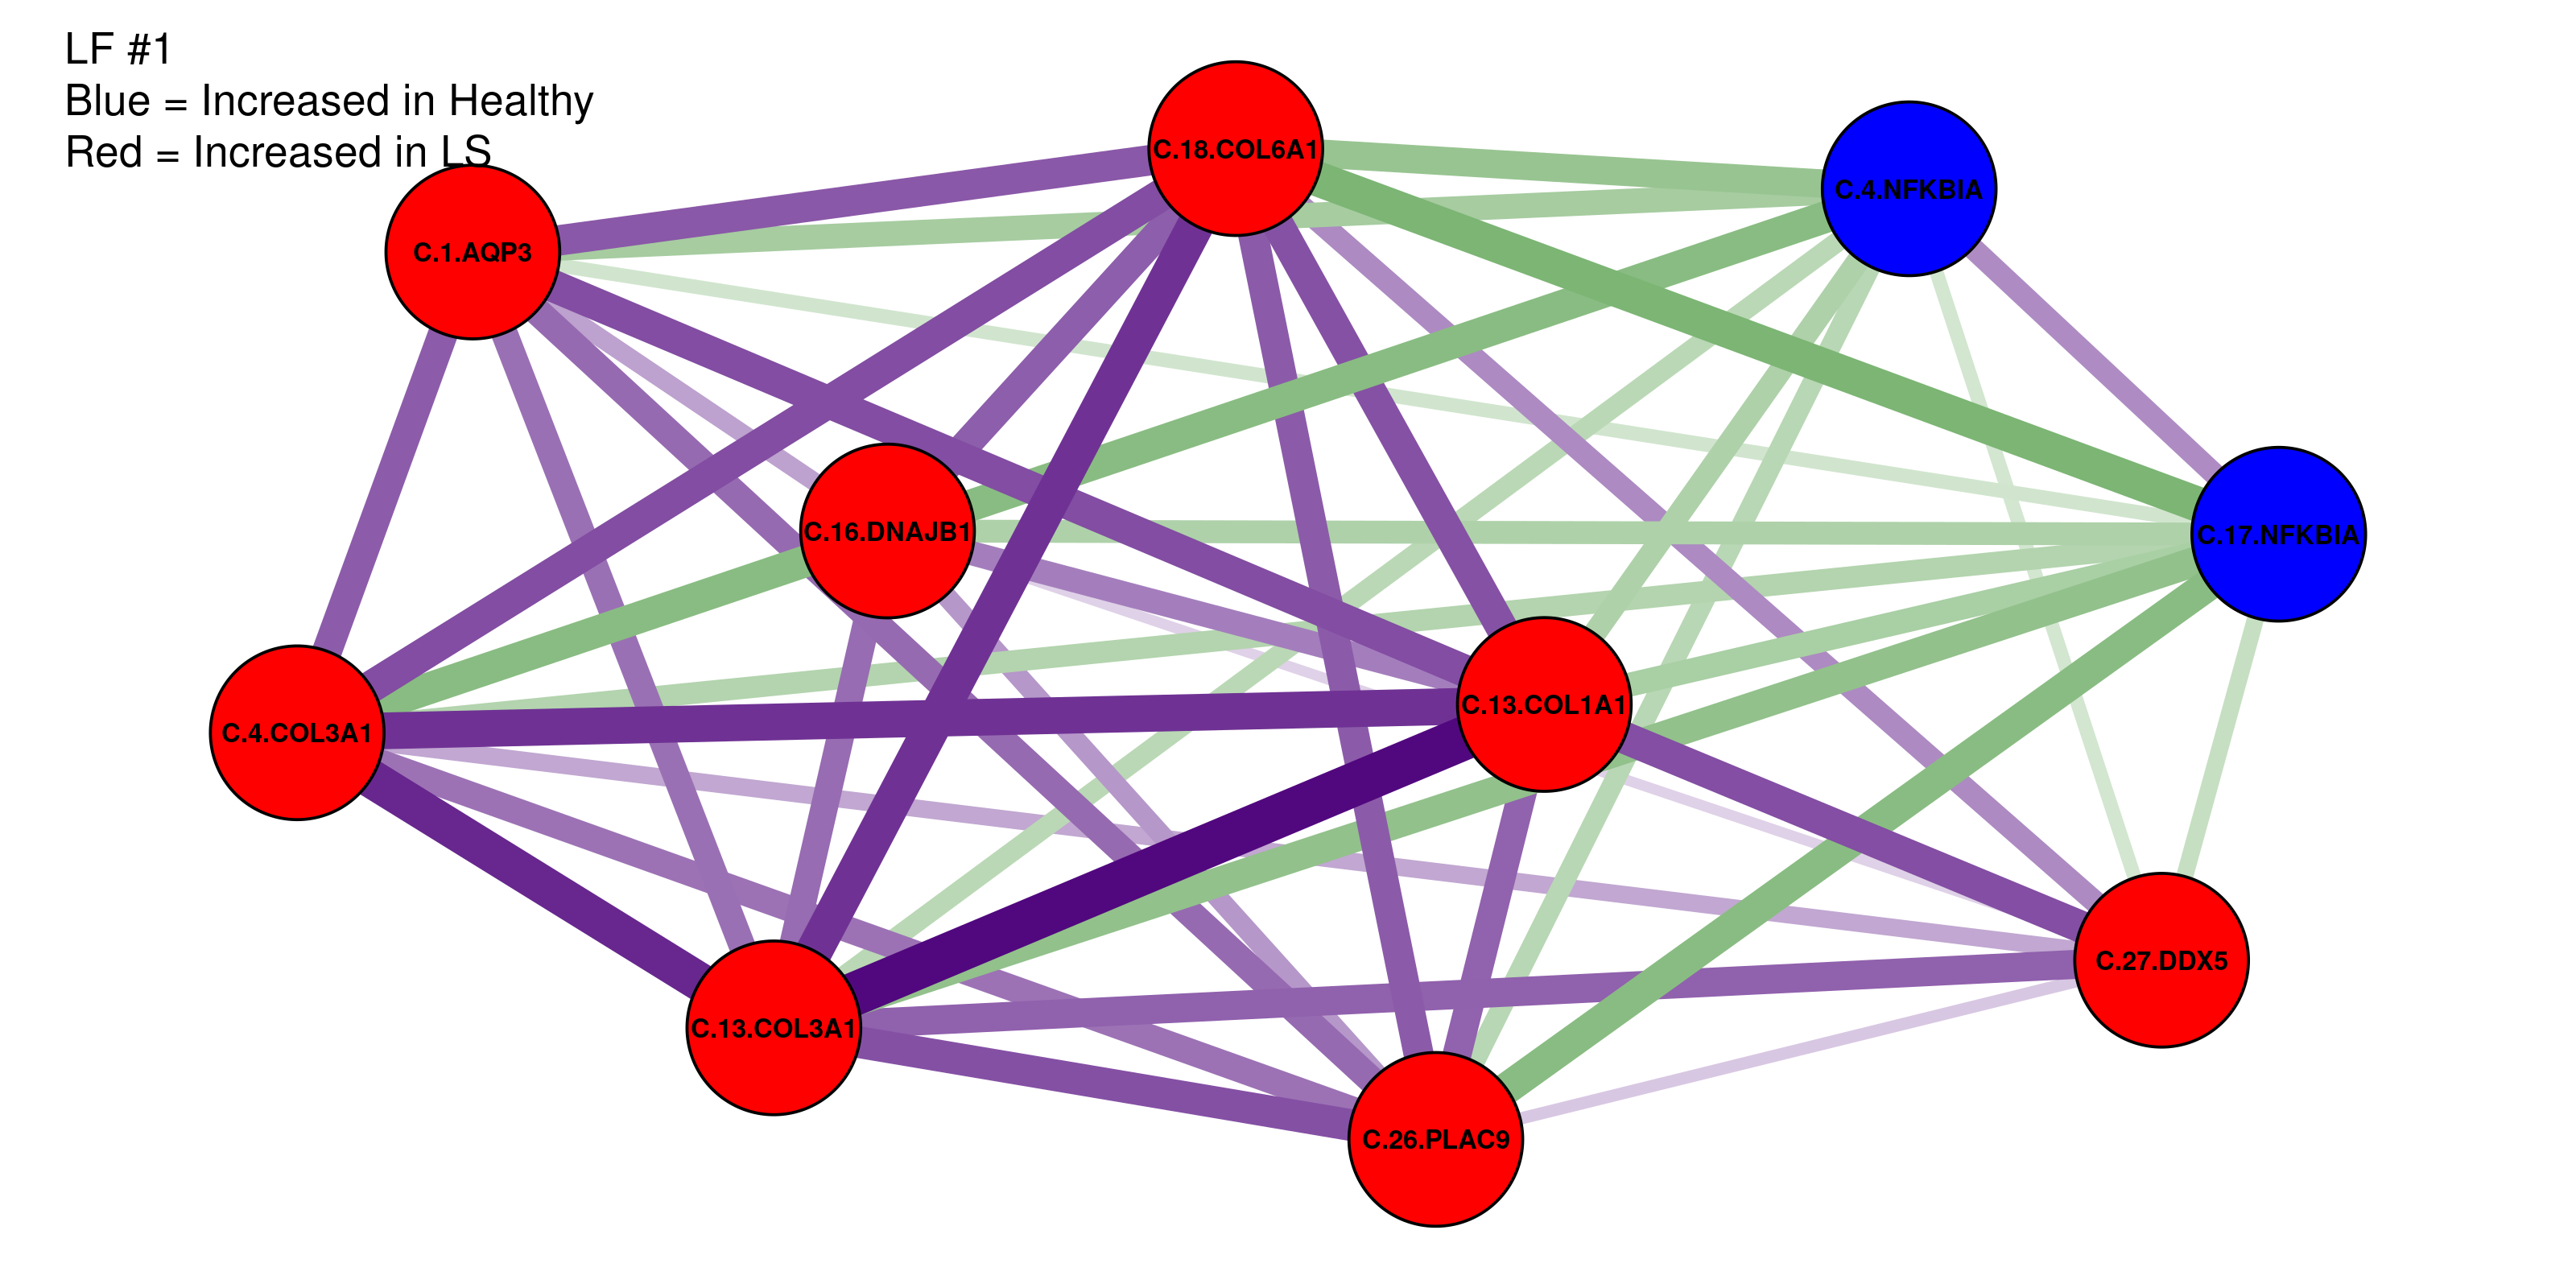 LF #1
Blue = Increased in Healthy
Red = Increased in LS
C.18.COL6A1
C.4.NFKBIA
C.1.AQP3
C.16.DNAJB1
C.17.NFKBIA
C.13.COL1A1
C.4.COL3A1
C.27.DDX5
C.13.COL3A1
C.26.PLAC9